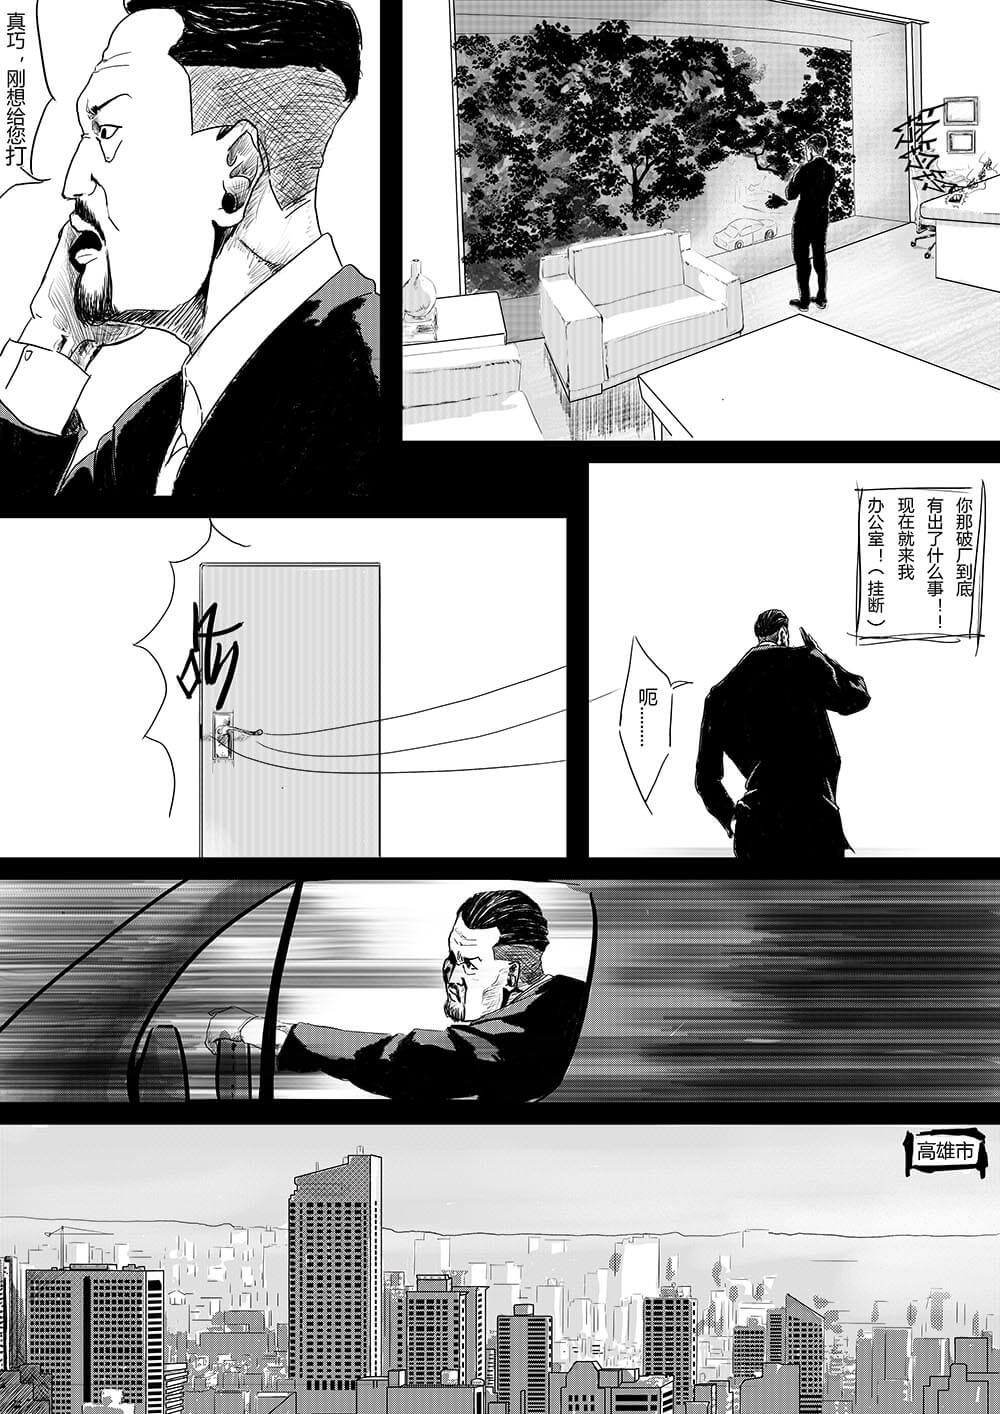 真巧，刚想给您打
你那破厂到底
有出了什么事！！
现在就来我
办公室！（挂断）
呃……
高雄市